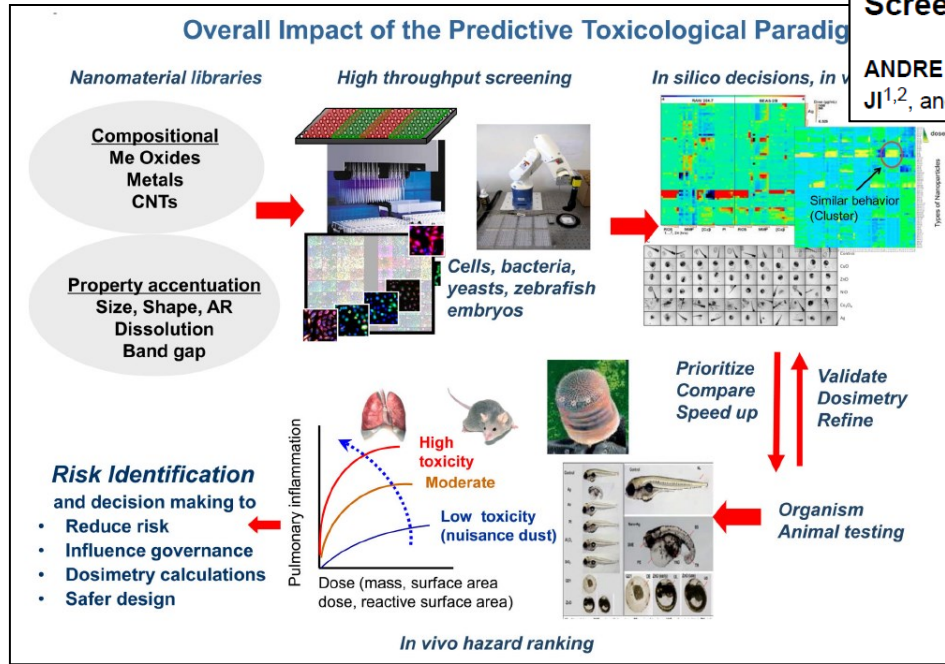 Overall Impact of the Predictive Toxicological Paradig
Scree
ANDRE
JI1,2, an
Nanomaterial libraries
High throughput screening
In silico decisions, in v
Compositional
Me Oxides
Metals
CNTs
Property accentuation
Size, Shape, AR
Dissolution
Band gap
Cells, bacteria,
yeasts, zebrafish
embryos
Similar behavior
(Cluster)
Types of Nanoparticles
Prioritize
Compare
Speed up
Validate
Dosimetry
Refine
Organism
Animal testing
Pulmonary inflammation
High
toxicity
Moderate
Low toxicity
(nuisance dust)
Dose (mass, surface area
dose, reactive surface area)
Risk Identification
and decision making to
• Reduce risk
• Influence governance
• Dosimetry calculations
• Safer design
In vivo hazard ranking